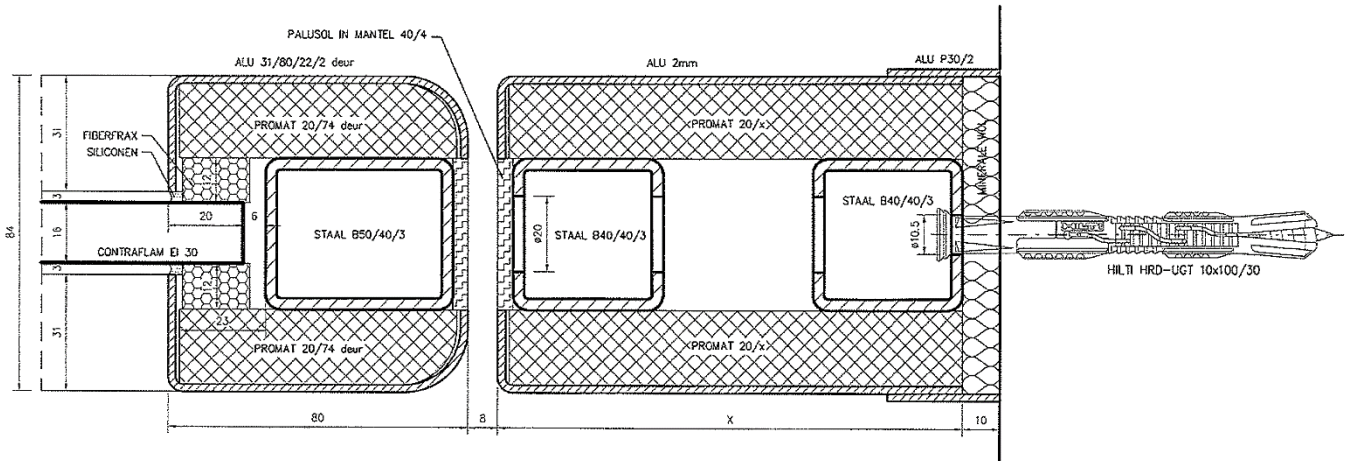 PALUSOL IN MANTEL 40/4
ALU 31/80/22/2 deur
ALU 2mm
ALU P30/2
PROMAT 20/74 deur
<PROMAT 20/x>
FIBERFRAX
SILICONEN
MINERALE WOL
31
3
16
3
31
84
12
20
6
STAAL B50/40/3
ø20
STAAL B40/40/3
STAAL B40/40/3
ø10.5
CONTRAFLAM EI 30
HILTI HRD-UGT 10x100/30
12
23
PROMAT 20/74 deur
<PROMAT 20/x>
80
8
X
10